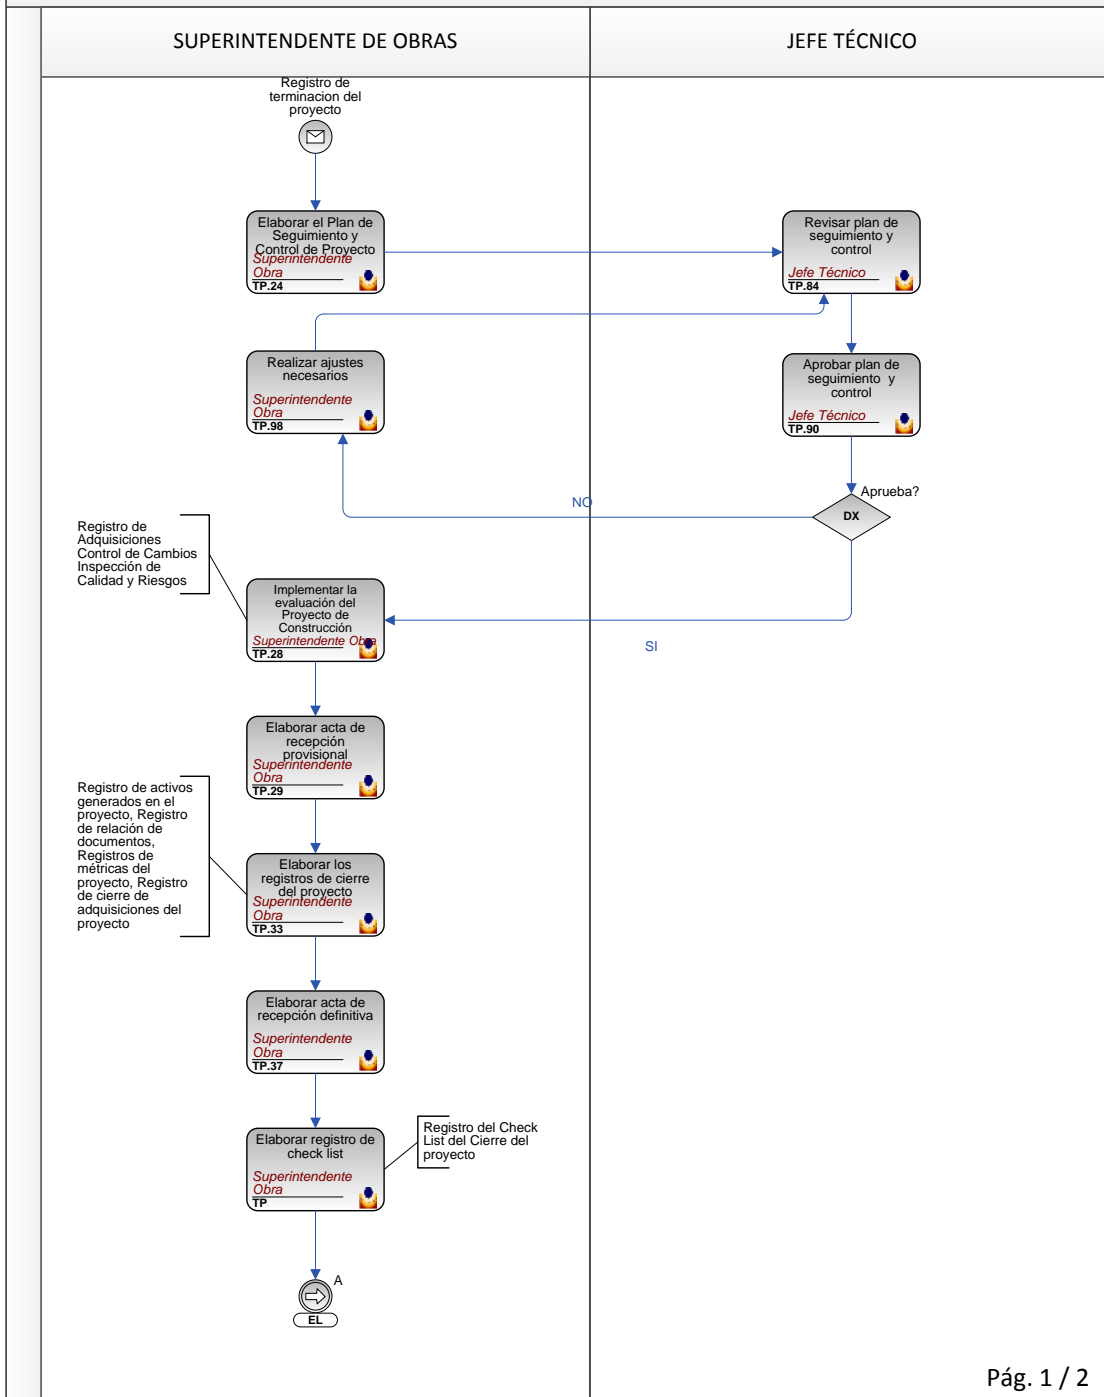 SUPERINTENDENTE DE OBRAS
JEFE TÉCNICO
Registro de
terminacion del
proyecto
Elaborar el Plan de
Seguimiento y
Control de Proyecto
Superintendente
Obra
TP.24
Revisar plan de
seguimiento y
control
Jefe Técnico
TP.84
Realizar ajustes
necesarios
Superintendente
Obra
TP.98
Aprobar plan de
seguimiento y
control
Jefe Técnico
TP.90
Aprueba?
DX
NO
Registro de
Adquisiciones
Control de Cambios
Inspección de
Calidad y Riesgos
Implementar la
evaluación del
Proyecto de
Construcción
Superintendente Obra
TP.28
SI
Elaborar acta de
recepción
provisional
Superintendente
Obra
TP.29
Registro de activos
generados en el
proyecto, Registro
de relación de
documentos,
Registros de
métricas del
proyecto, Registro
de cierre de
adquisiciones del
proyecto
Elaborar los
registros de cierre
del proyecto
Superintendente
Obra
TP.33
Elaborar acta de
recepción definitiva
Superintendente
Obra
TP.37
Elaborar registro de
check list
Superintendente
Obra
TP
Registro del Check
List del Cierre del
proyecto
A
EL
Pág. 1 / 2